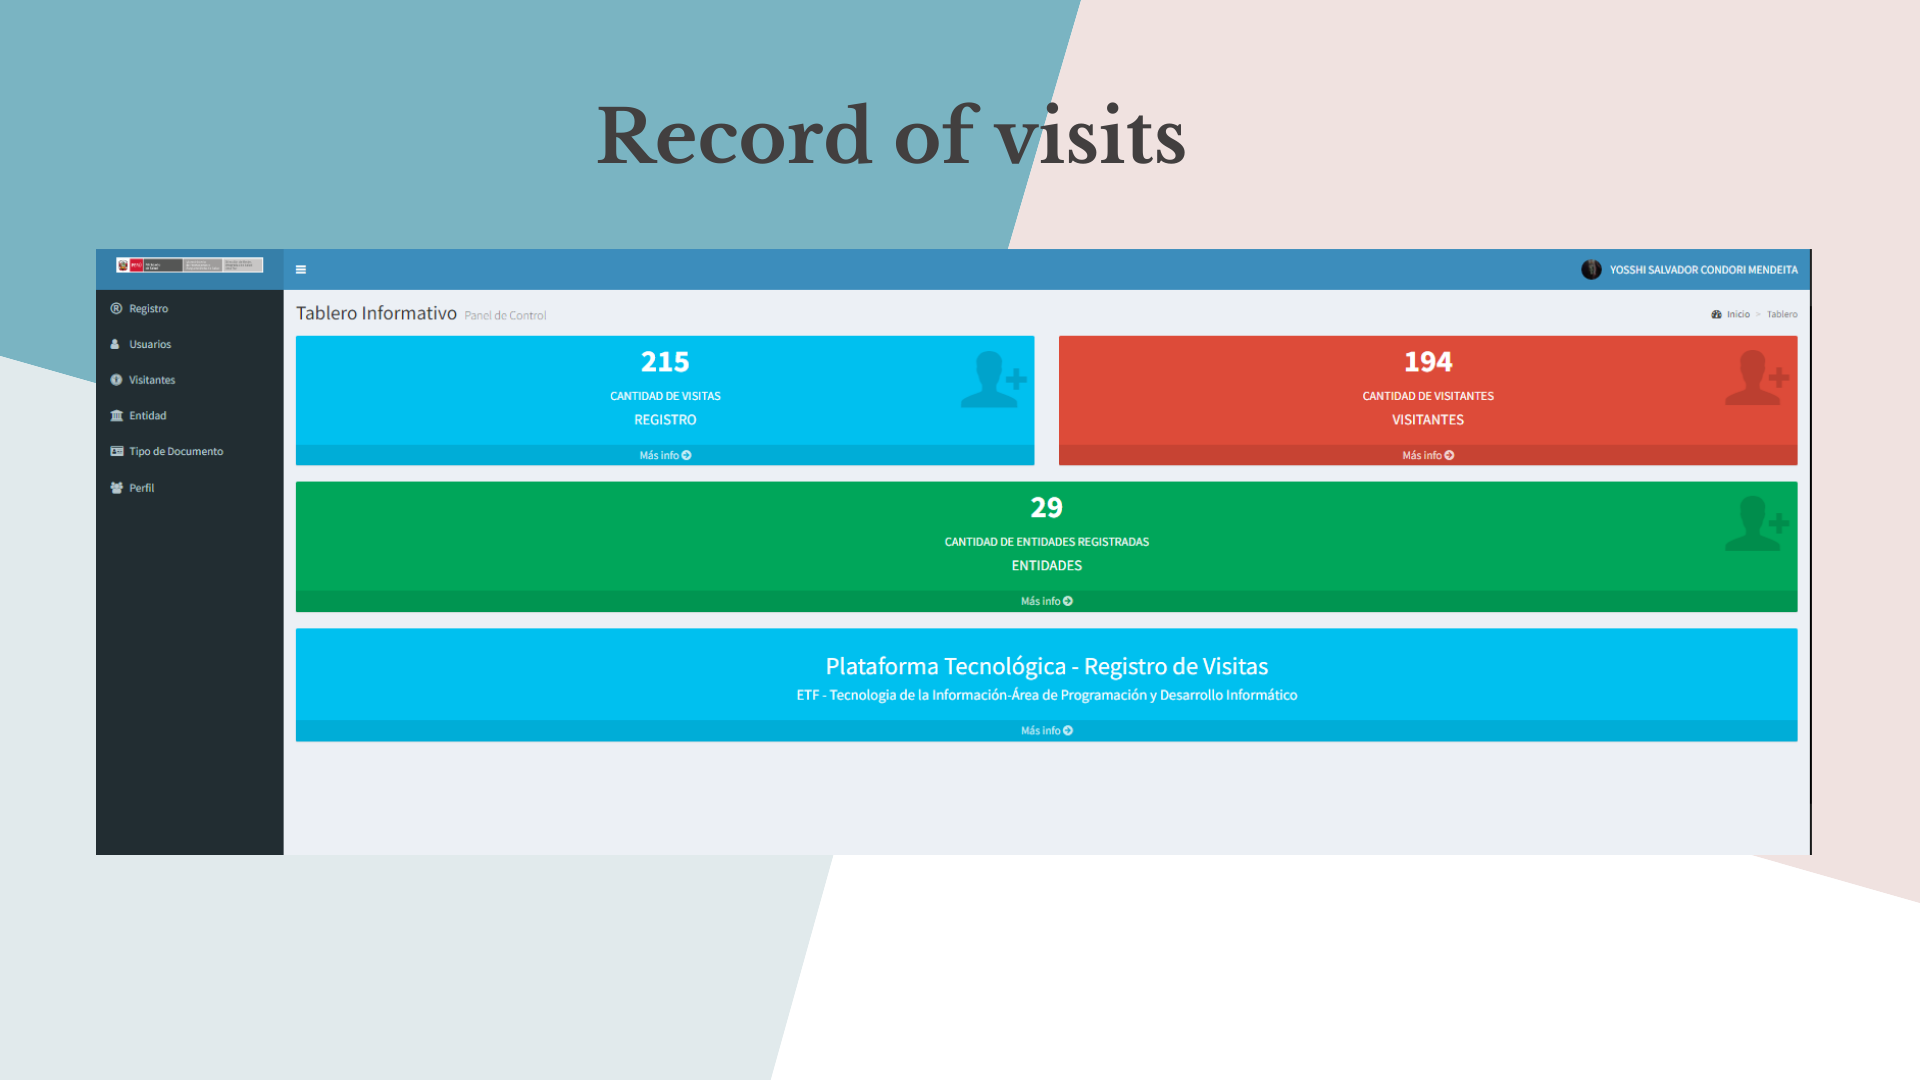 Record of visits
YOSSHI SALVADOR CONDORI MENDEITA
Registro
Usuarios
Visitantes
Entidad
Tipo de Documento
Perfil
Tablero Informativo Panel de Control
Inicio > Tablero
215
CANTIDAD DE VISITAS
REGISTRO
Más info
194
CANTIDAD DE VISITANTES
VISITANTES
Más info
29
CANTIDAD DE ENTIDADES REGISTRADAS
ENTIDADES
Más info
Plataforma Tecnológica - Registro de Visitas
ETF - Tecnologia de la Información-Área de Programación y Desarrollo Informático
Más info